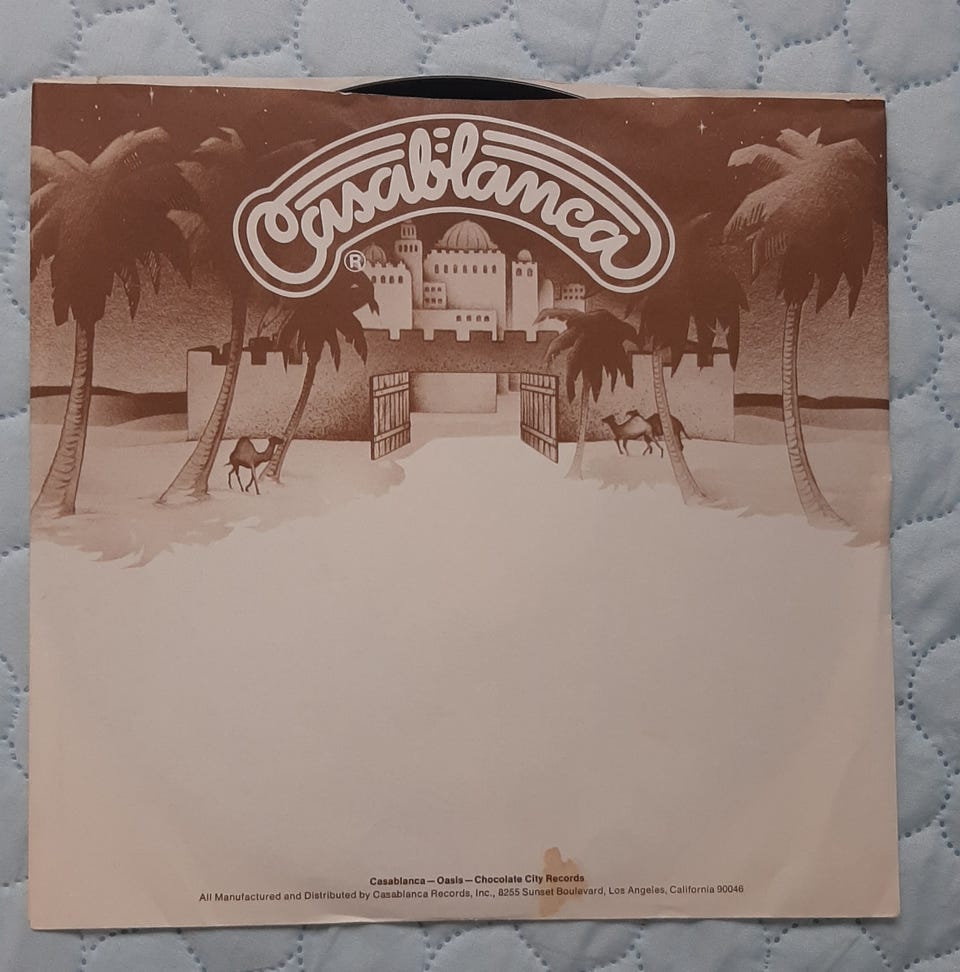 Casablanca
®
Casablanca — Oasis — Chocolate City Records
All Manufactured and Distributed by Casablanca Records, Inc., 8255 Sunset Boulevard, Los Angeles, California 90046